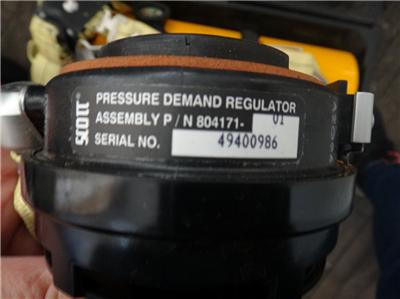 SCOTT
PRESSURE DEMAND REGULATOR
ASSEMBLY P / N 804171- 01
SERIAL NO. 49400986